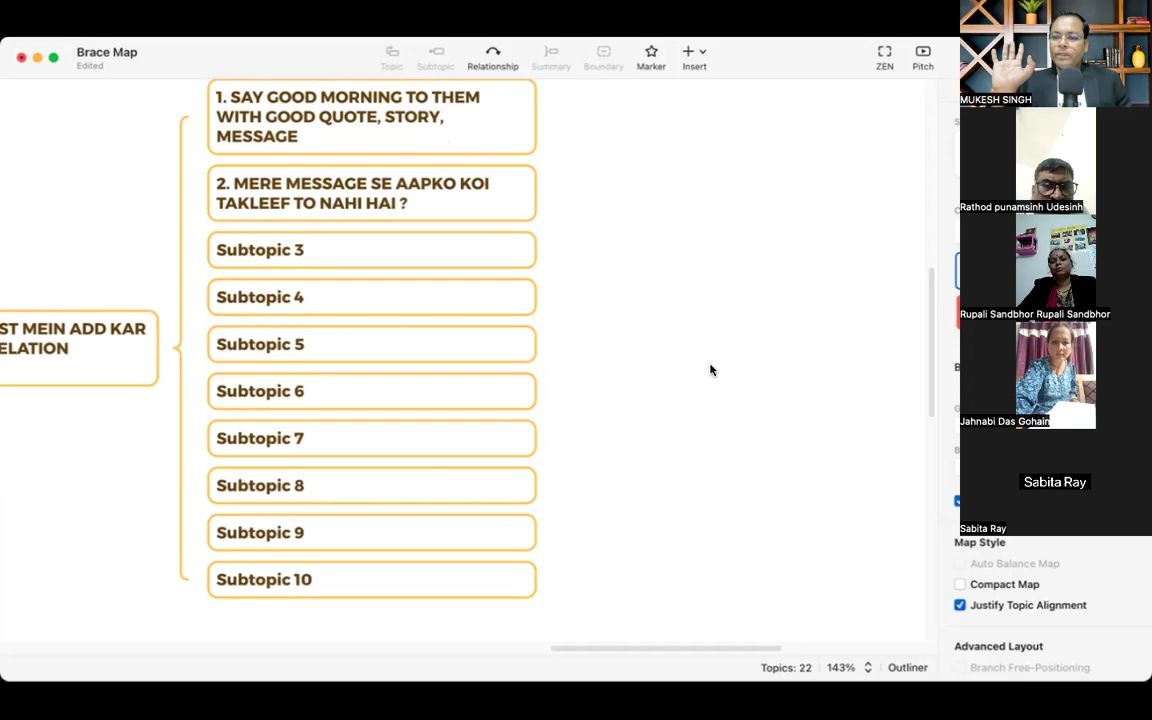 Brace Map
Edited
Topic
Subtopic
Relationship
Summary
Boundary
Marker
Insert
ZEN
Pitch
1. SAY GOOD MORNING TO THEM
WITH GOOD QUOTE, STORY,
MESSAGE
2. MERE MESSAGE SE AAPKO KOI
TAKLEEF TO NAHI HAI ?
Subtopic 3
Subtopic 4
Subtopic 5
Subtopic 6
Subtopic 7
Subtopic 8
Subtopic 9
Subtopic 10
ST MEIN ADD KAR
ELATION
MUKESH SINGH
Rathod punamsinh Udesinh
Rupali Sandbhor Rupali Sandbhor
Jahnabi Das Gohain
Sabita Ray
Sabita Ray
Map Style
Auto Balance Map
Compact Map
Justify Topic Alignment
Advanced Layout
Branch Free-Positioning
Topics: 22
143%
Outliner